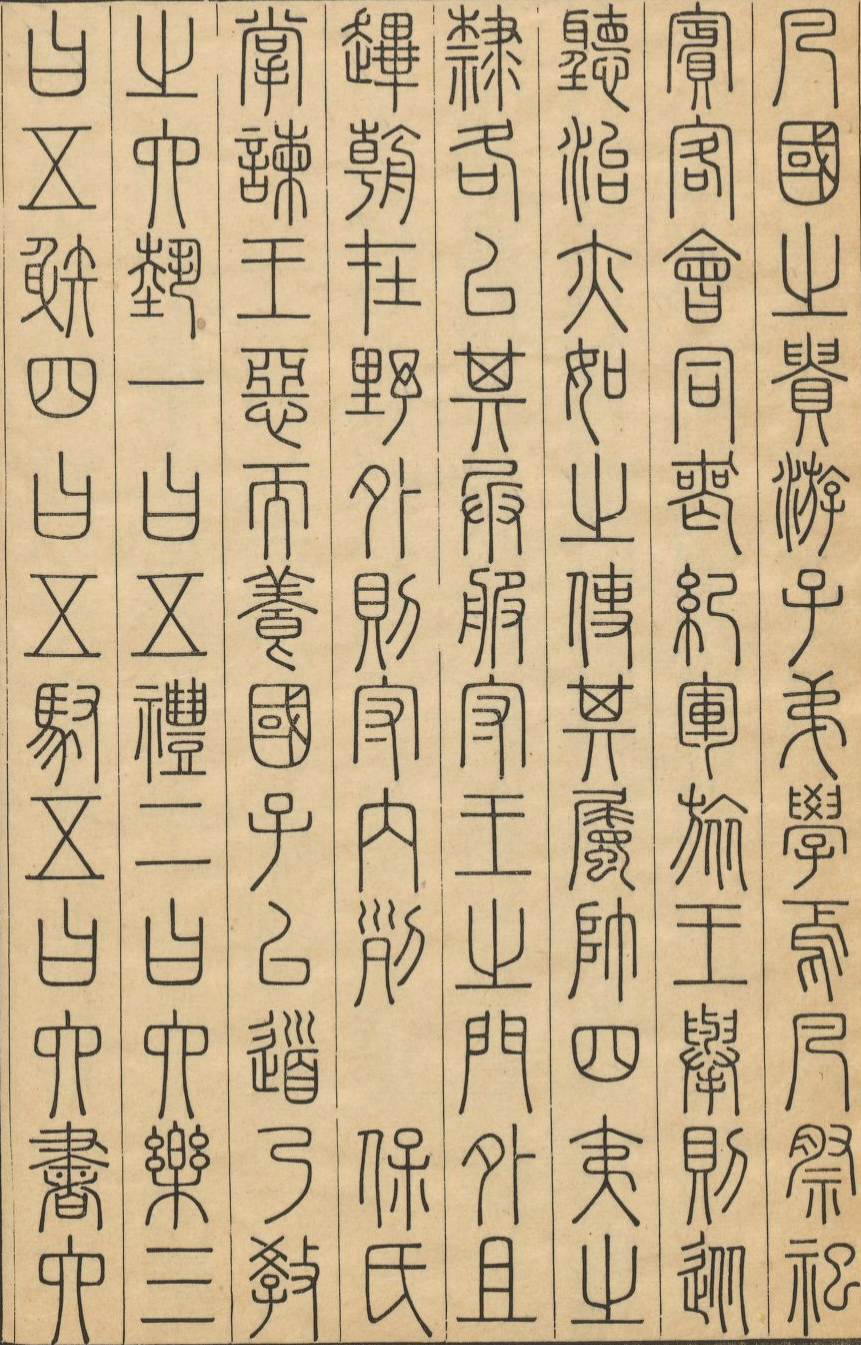 凡國之貴游子弟學焉凡祭祀
賓客會同喪紀軍旅王舉則從
聽治亦如之使其屬帥四夷之
隸各以其兵服守王之門外且
蹕朝在野外則守內列　保氏
掌諫王惡而養國子以道乃教
之六藝一曰五禮二曰六樂三
曰五射四曰五馭五曰六書六